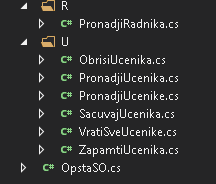 R
C# PronadjiRadnika.cs
U
C# ObrisiUcenika.cs
C# PronadjiUcenika.cs
C# PronadjiUcenike.cs
C# SacuvajUcenika.cs
C# VratiSveUcenike.cs
C# ZapamtiUcenika.cs
C# OpstaSO.cs